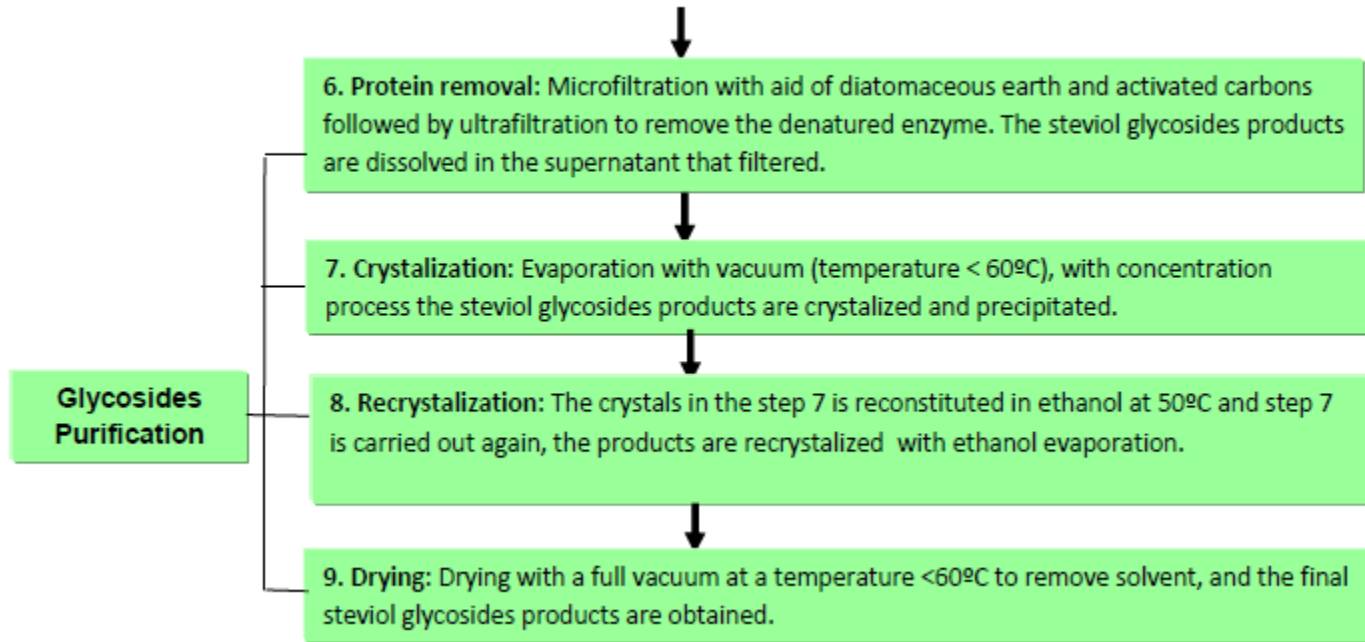 6. Protein removal: Microfiltration with aid of diatomaceous earth and activated carbons
followed by ultrafiltration to remove the denatured enzyme. The steviol glycosides products
are dissolved in the supernatant that filtered.
7. Crystalization: Evaporation with vacuum (temperature < 60ºC), with concentration
process the steviol glycosides products are crystalized and precipitated.
Glycosides
Purification
8. Recrystalization: The crystals in the step 7 is reconstituted in ethanol at 50ºC and step 7
is carried out again, the products are recrystalized with ethanol evaporation.
9. Drying: Drying with a full vacuum at a temperature <60ºC to remove solvent, and the final
steviol glycosides products are obtained.